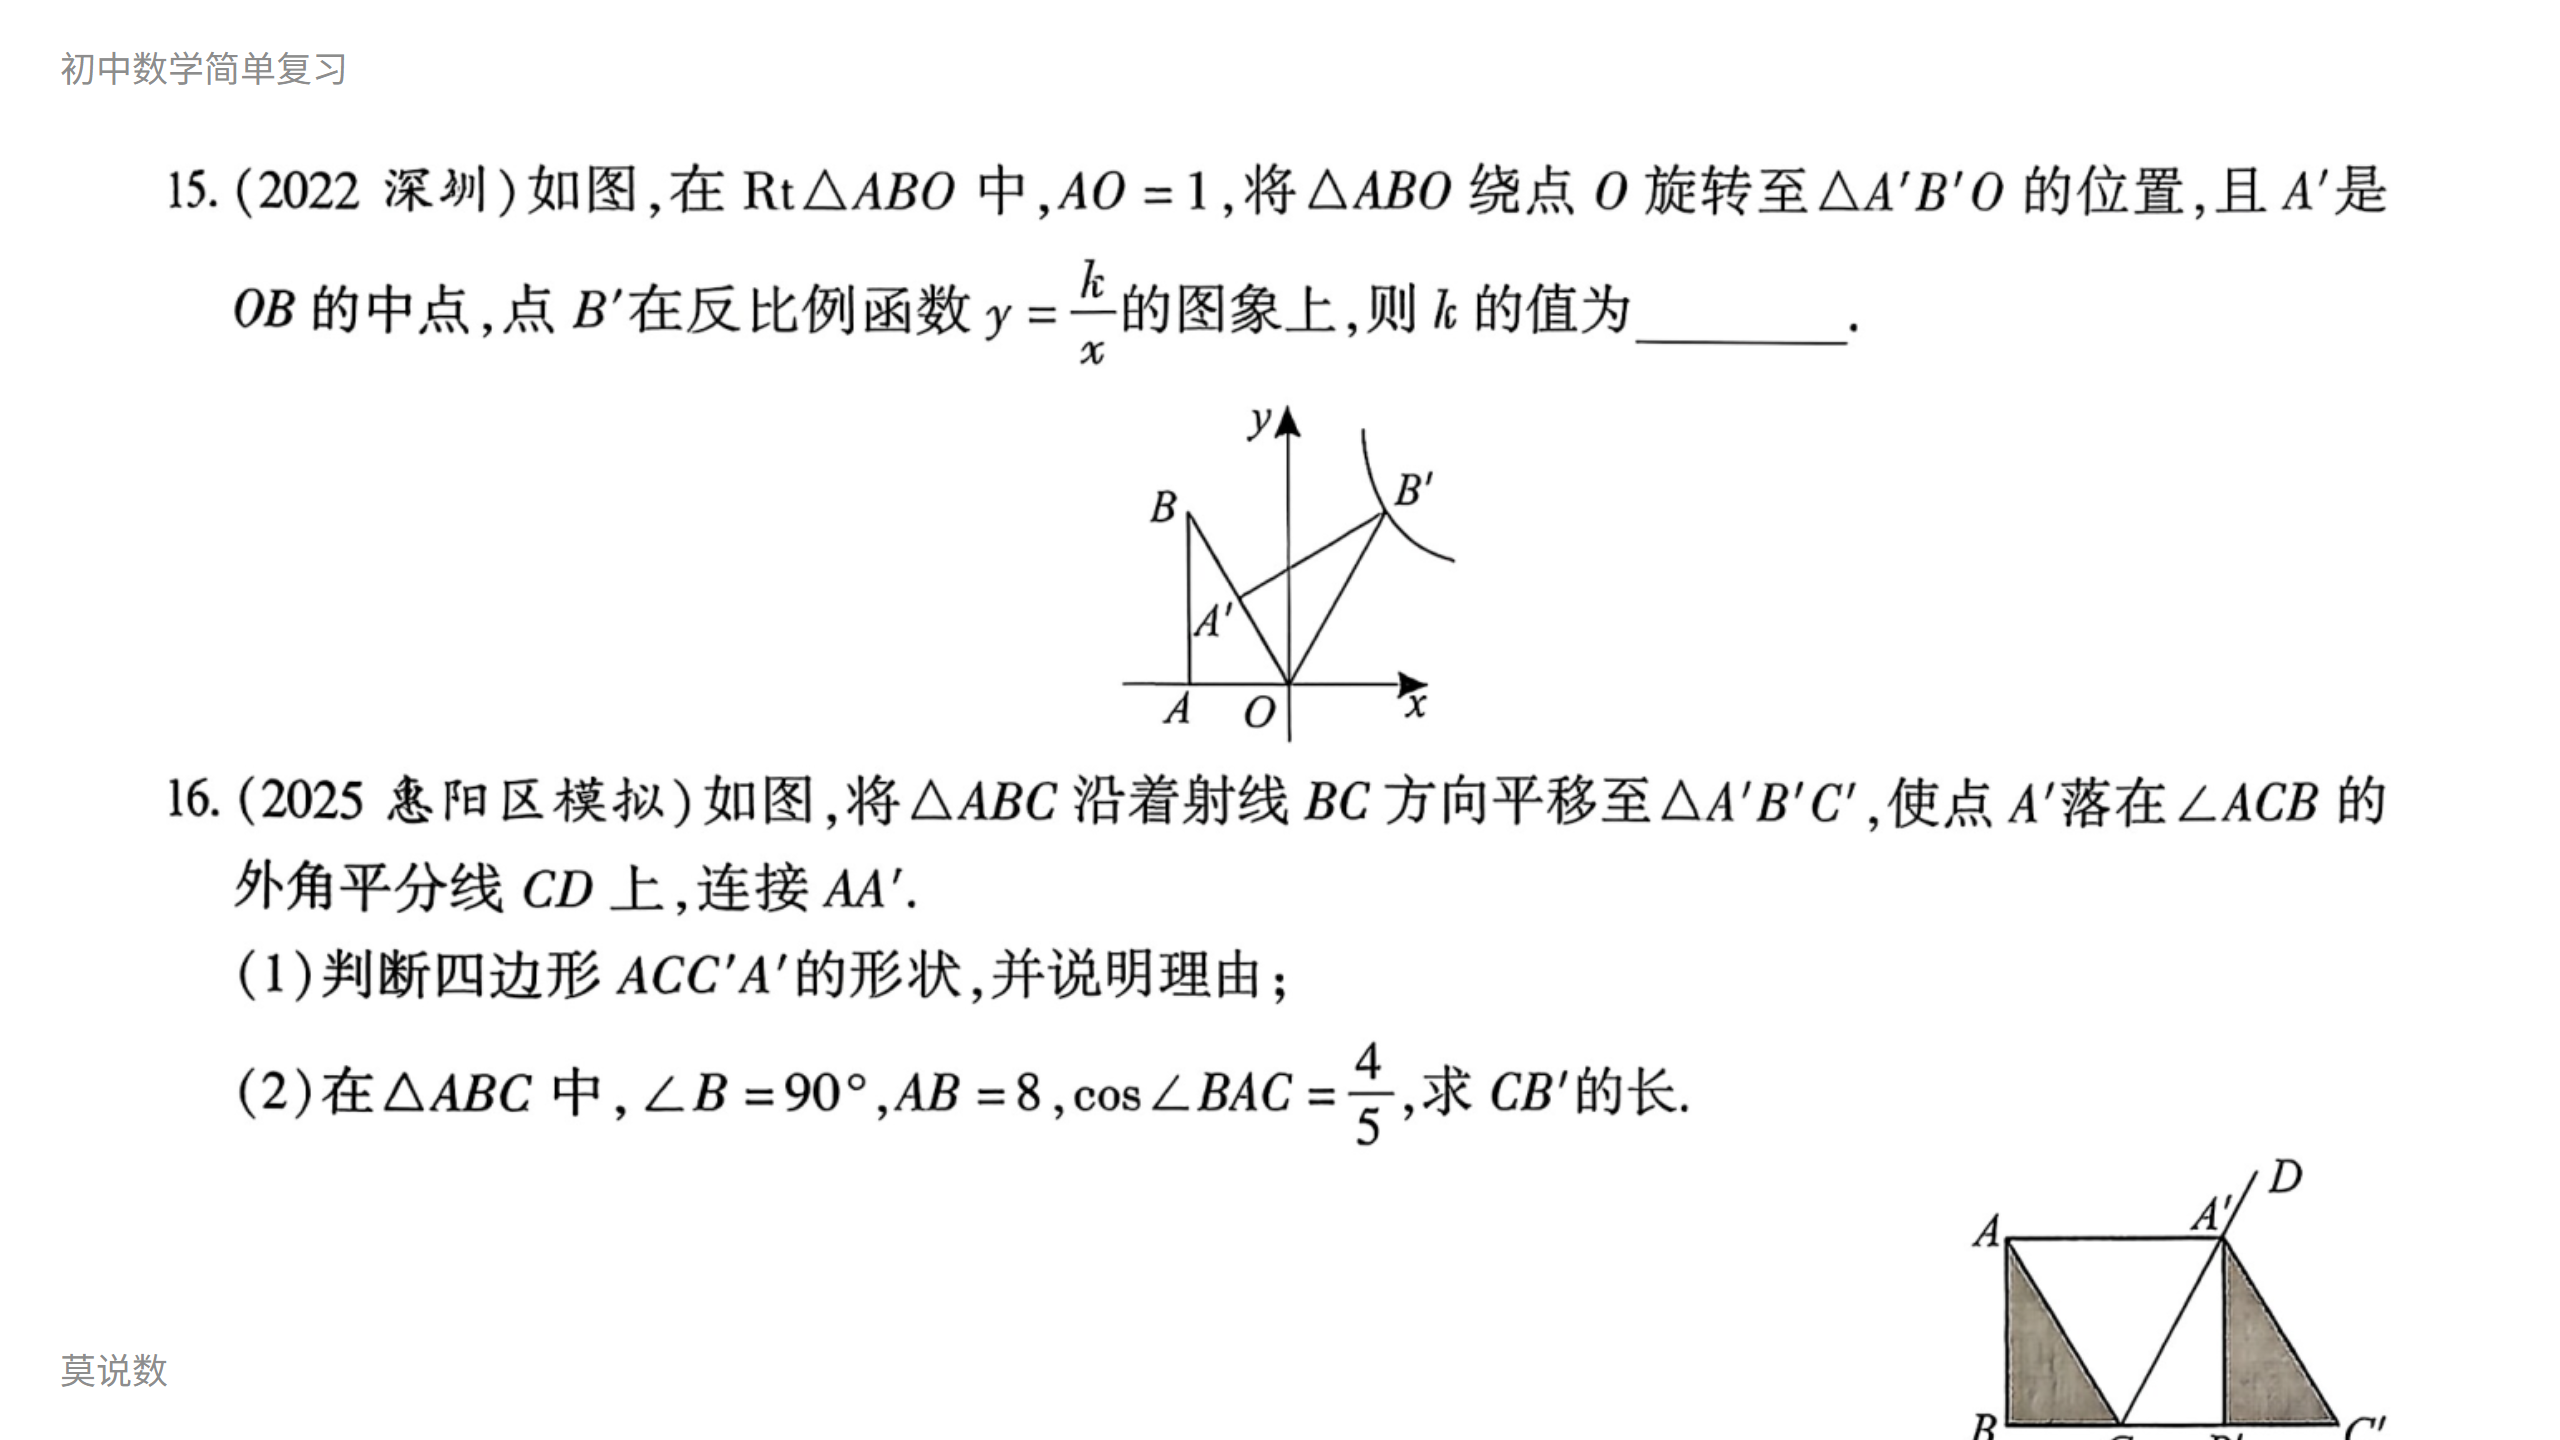 初中数学简单复习
15. (2022 深圳)如图,在 Rt△ABO 中,AO = 1,将△ABO 绕点 O 旋转至△A′B′O 的位置,且 A′是
OB 的中点,点 B′在反比例函数 y = k/x 的图象上,则 k 的值为________.
y
B′
B
A′
A O x
16. (2025 惠阳区模拟)如图,将△ABC 沿着射线 BC 方向平移至△A′B′C′,使点 A′落在∠ACB 的
外角平分线 CD 上,连接 AA′.
(1)判断四边形 ACC′A′的形状,并说明理由;
(2)在△ABC 中,∠B = 90°,AB = 8,cos∠BAC = 4/5,求 CB′的长.
D
A A′
莫说数
B C′